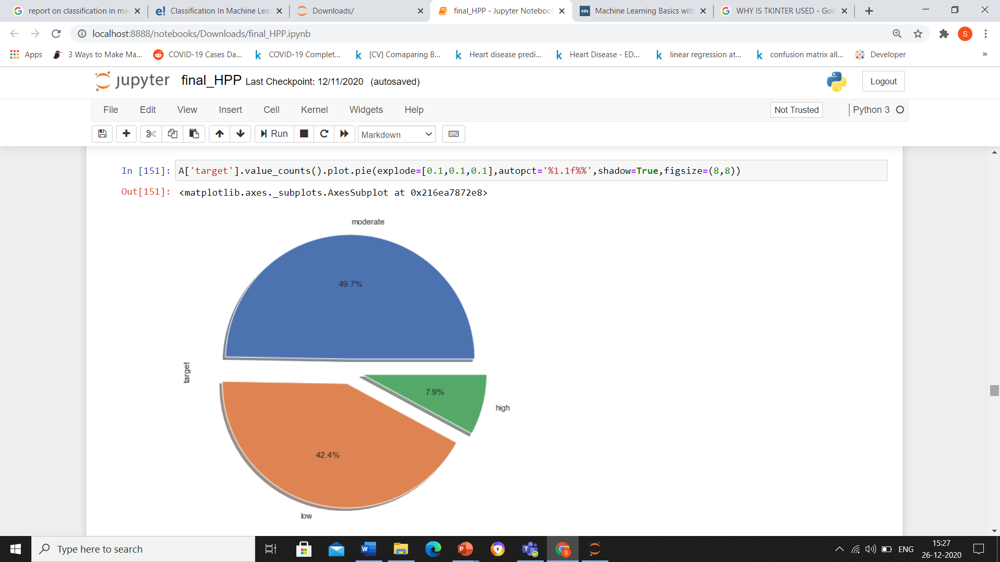 report on classification in ma
Classification In Machine Lea
Downloads/
final_HPP - Jupyter Noteboo
tds
Machine Learning Basics with
WHY IS TKINTER USED - Goo
localhost:8888/notebooks/Downloads/final_HPP.ipynb
S
Apps
3 Ways to Make Ma...
COVID-19 Cases Da...
COVID-19 Complet...
[CV] Comaparing B...
Heart disease predi...
Heart Disease - ED...
linear regression at...
confusion matrix all...
Developer
jupyter
final_HPP Last Checkpoint: 12/11/2020 (autosaved)
Logout
File Edit View Insert Cell Kernel Widgets Help
Not Trusted
Python 3
Run
Markdown
In [151]: A['target'].value_counts().plot.pie(explode=[0.1,0.1,0.1],autopct='%1.1f%%',shadow=True,figsize=(8,8))
Out[151]: <matplotlib.axes._subplots.AxesSubplot at 0x216ea7872e8>
moderate
49.7%
target
7.9%
high
42.4%
low
Type here to search
ENG
15:27
26-12-2020